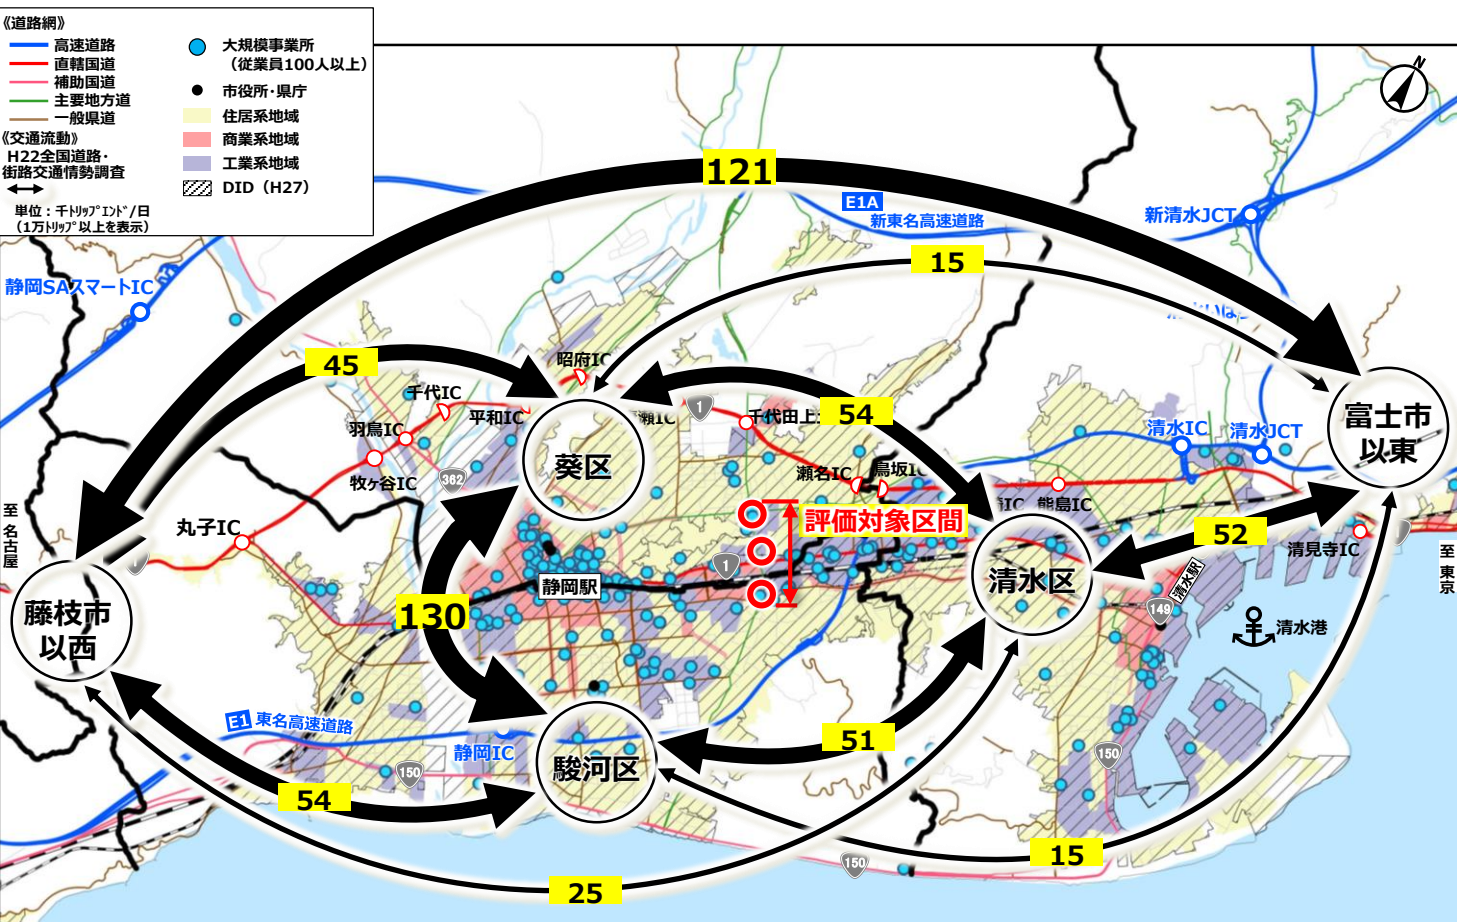 《道路網》
高速道路
直轄国道
補助国道
主要地方道
一般県道
《交通流動》
H22全国道路・
街路交通情勢調査
単位：千ﾄﾘｯﾌﾟｴﾝﾄﾞ/日
（1万ﾄﾘｯﾌﾟ以上を表示）
大規模事業所
（従業員100人以上）
市役所・県庁
住居系地域
商業系地域
工業系地域
DID（H27）
N
121
E1A
新東名高速道路
新清水JCT
15
静岡SAスマートIC
45
昭府IC
千代IC
平和IC
羽鳥IC
牧ヶ谷IC
362
1
千代田上
54
瀬名IC
鳥坂IC
清水IC
清水JCT
富士市
以東
葵区
熊島IC
丸子IC
至 名古屋
評価対象区間
52
清見寺IC
至 東京
1
静岡駅
清水区
清水駅
149
清水港
藤枝市
以西
130
E1
東名高速道路
静岡IC
駿河区
51
150
150
54
150
15
25